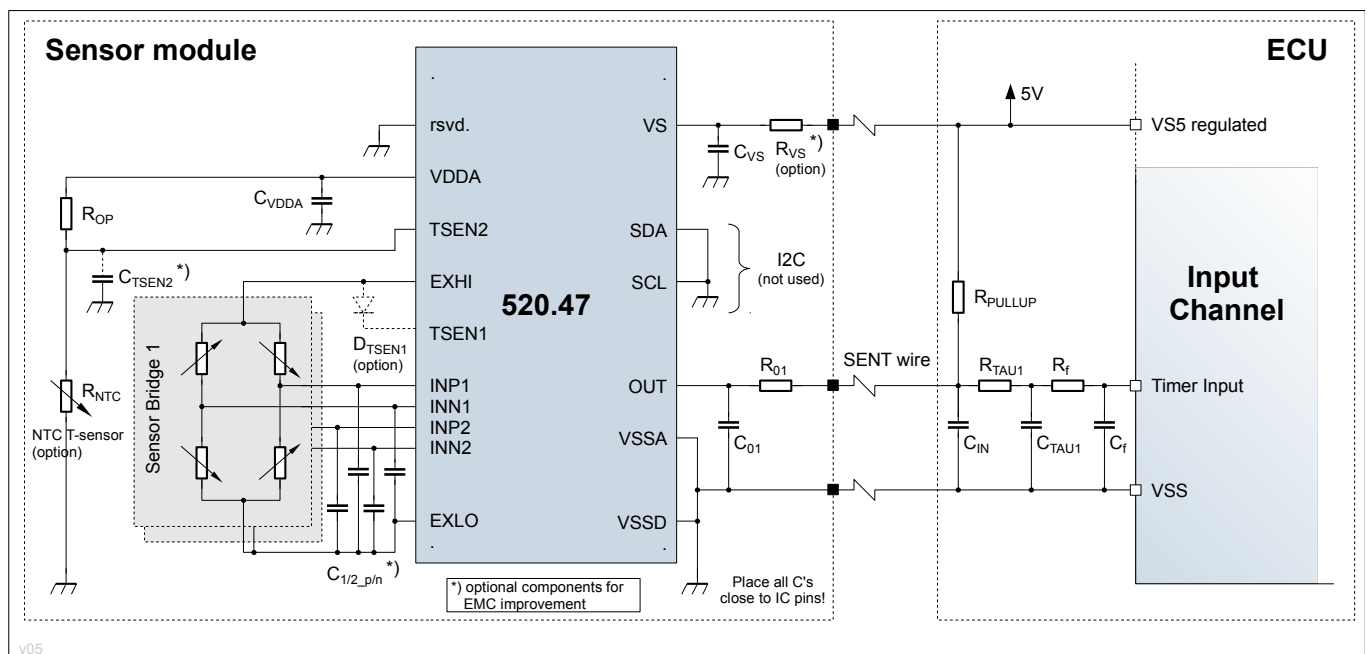 Sensor module
ECU
5V
rsvd.
VS
VS5 regulated
CVS
RVS *)
(option)
VDDA
CVDDA
ROP
TSEN2
SDA
CTSEN2 *)
I2C
(not used)
EXHI
SCL
520.47
Input
Channel
RPULLUP
TSEN1
DTSEN1
(option)
R01
SENT wire
RTAU1
Rf
INP1
OUT
Timer Input
RNTC
INN1
NTC T-sensor
(option)
Sensor Bridge 1
INP2
INN2
VSSA
C01
CIN
CTAU1
Cf
VSS
EXLO
VSSD
C1/2_p/n *)
*) optional components for
EMC improvement
Place all C's
close to IC pins!
v05